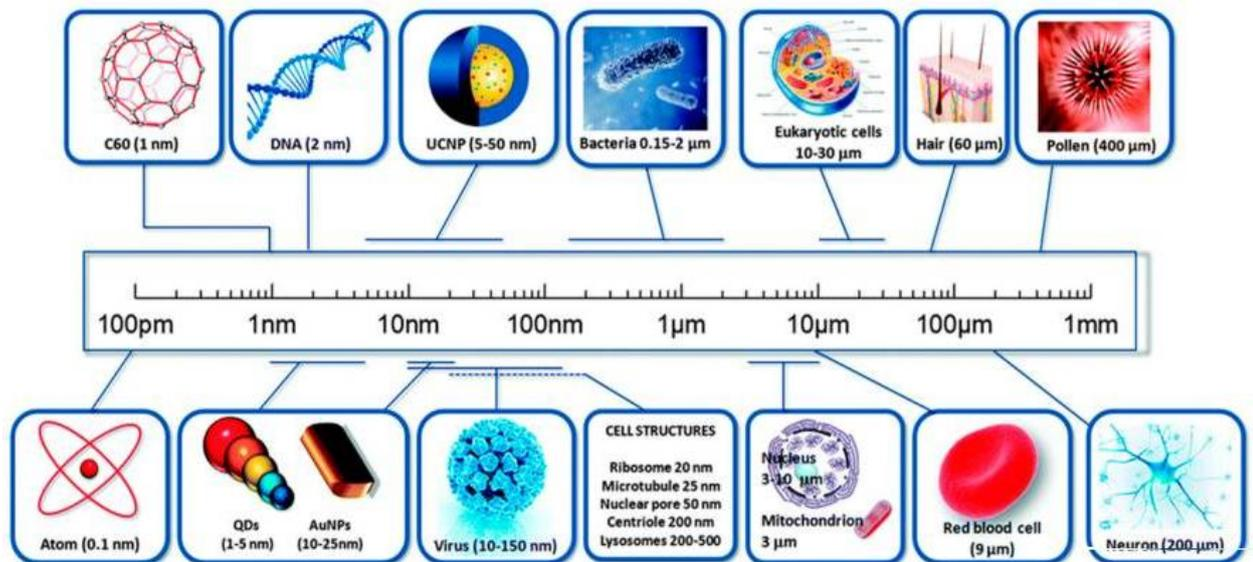 C60 (1 nm)
DNA (2 nm)
UCNP (5-50 nm)
Bacteria 0.15-2 µm
Eukaryotic cells
10-30 µm
Hair (60 µm)
Pollen (400 µm)
100pm
1nm
10nm
100nm
1µm
10µm
100µm
1mm
Atom (0.1 nm)
QDs
(1-5 nm)
AuNPs
(10-25nm)
Virus (10-150 nm)
CELL STRUCTURES
Ribosome 20 nm
Microtubule 25 nm
Nuclear pore 50 nm
Centriole 200 nm
Lysosomes 200-500
Nucleus
3-10 µm
Mitochondrion
3 µm
Red blood cell
(9 µm)
Neuron (200 µm)